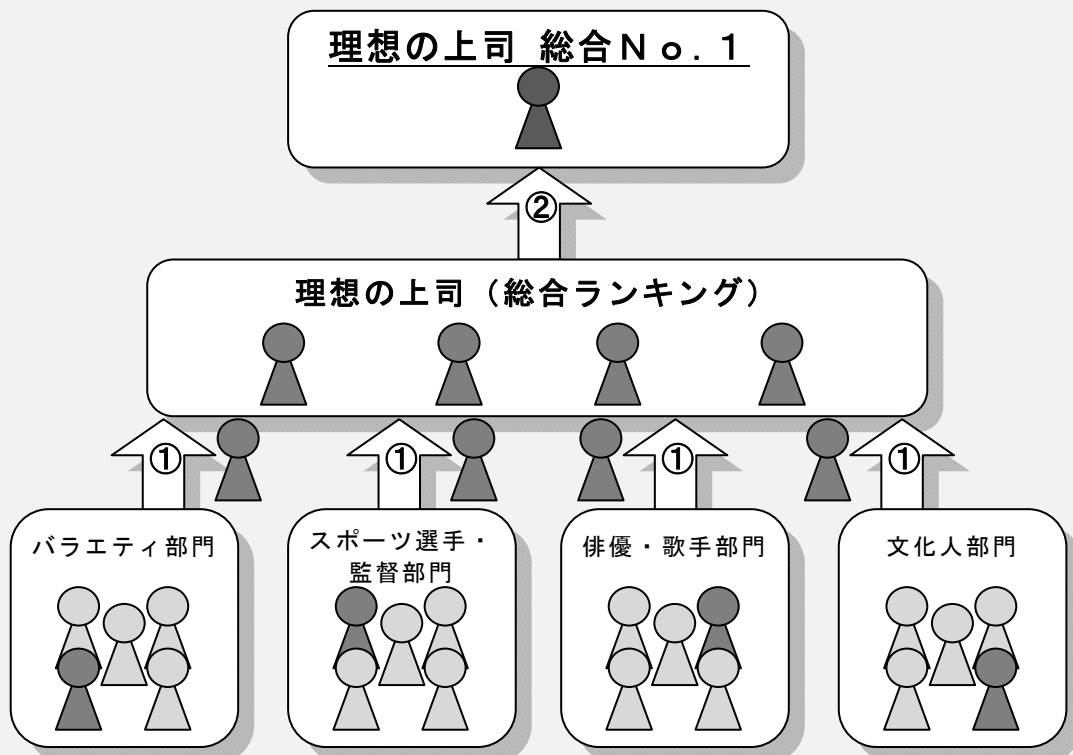 理想の上司 総合No.1
②
理想の上司(総合ランキング)
① ① ① ①
バラエティ部門
スポーツ選手・
監督部門
俳優・歌手部門
文化人部門